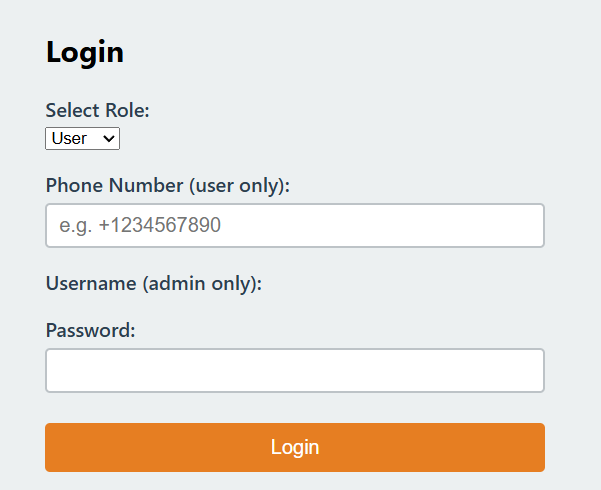 Login
Select Role:
User
Phone Number (user only):
e.g. +1234567890
Username (admin only):
Password:
Login